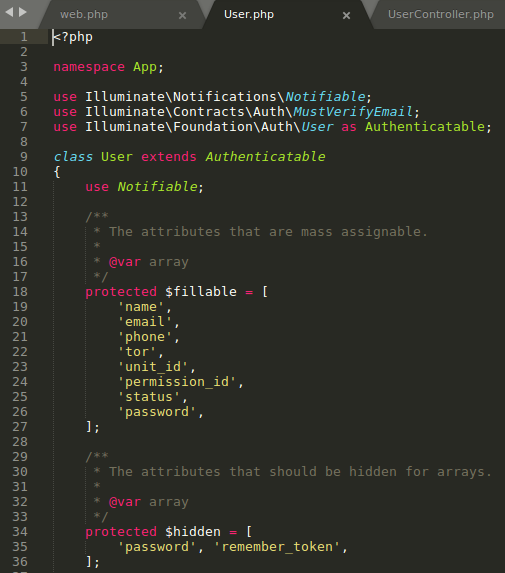 web.php × User.php × UserController.php
1 <?php
2
3 namespace App;
4
5 use Illuminate\Notifications\Notifiable;
6 use Illuminate\Contracts\Auth\MustVerifyEmail;
7 use Illuminate\Foundation\Auth\User as Authenticatable;
8
9 class User extends Authenticatable
10 {
11 use Notifiable;
12
13 /**
14 * The attributes that are mass assignable.
15 *
16 * @var array
17 */
18 protected $fillable = [
19 'name',
20 'email',
21 'phone',
22 'tor',
23 'unit_id',
24 'permission_id',
25 'status',
26 'password',
27 ];
28
29 /**
30 * The attributes that should be hidden for arrays.
31 *
32 * @var array
33 */
34 protected $hidden = [
35 'password', 'remember_token',
36 ];